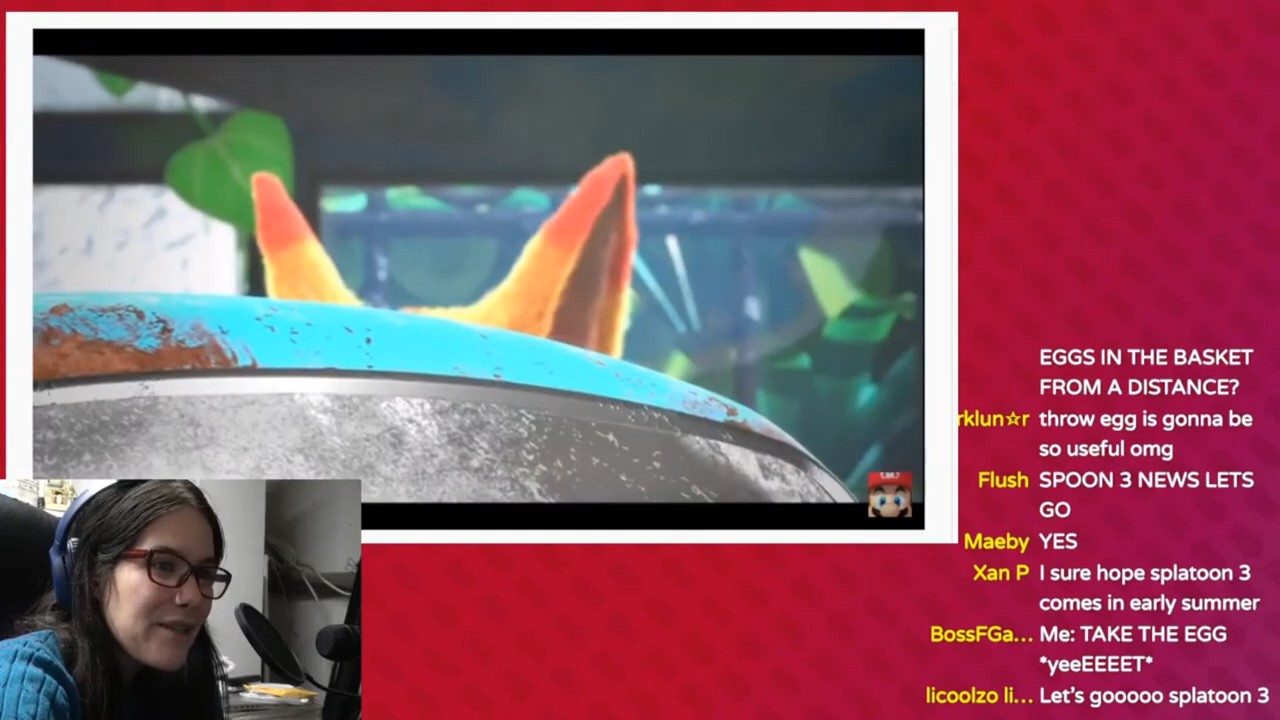 EGGS IN THE BASKET
FROM A DISTANCE?
rklun☆r throw egg is gonna be
so useful omg
Flush SPOON 3 NEWS LETS
GO
Maeby YES
Xan P I sure hope splatoon 3
comes in early summer
BossFGa... Me: TAKE THE EGG
*yeeEEEET*
licoolzo li... Let's gooooo splatoon 3